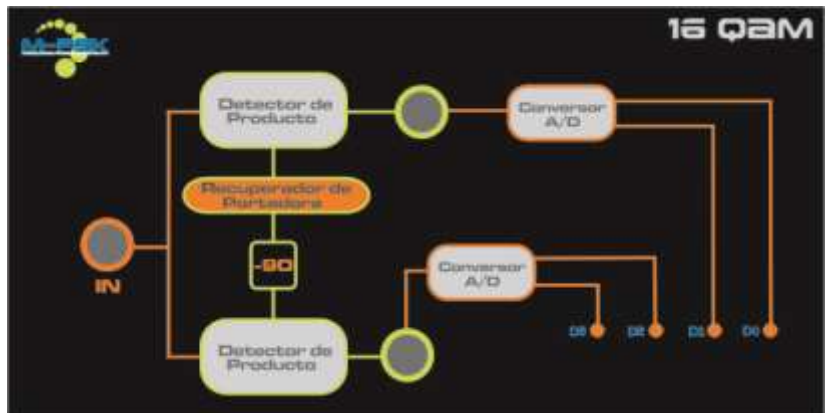 M-PSK
16 QAM
Detector de
Producto
Conversor
A/D
Recuperador de
Portadora
-90
IN
Conversor
A/D
D3 D2 D1 D0
Detector de
Producto